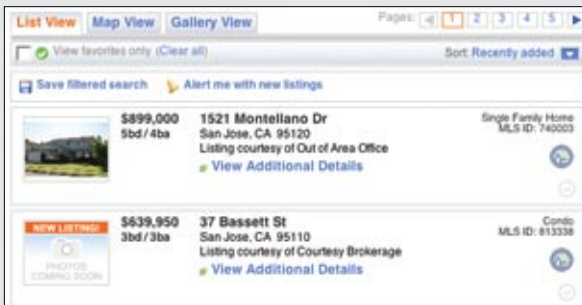 List View Map View Gallery View Pages: 1 2 3 4 5
View favorites only (Clear all) Sort: Recently added
Save filtered search Alert me with new listings
$899,000 1521 Montellano Dr Single Family Home
5bd/4ba San Jose, CA 95120 MLS ID: 740003
Listing courtesy of Out of Area Office
View Additional Details
NEW LISTING! $639,950 37 Bassett St Condo
3bd/3ba San Jose, CA 95110 MLS ID: 813338
Listing courtesy of Courtesy Brokerage
PHOTOS View Additional Details
COMING SOON